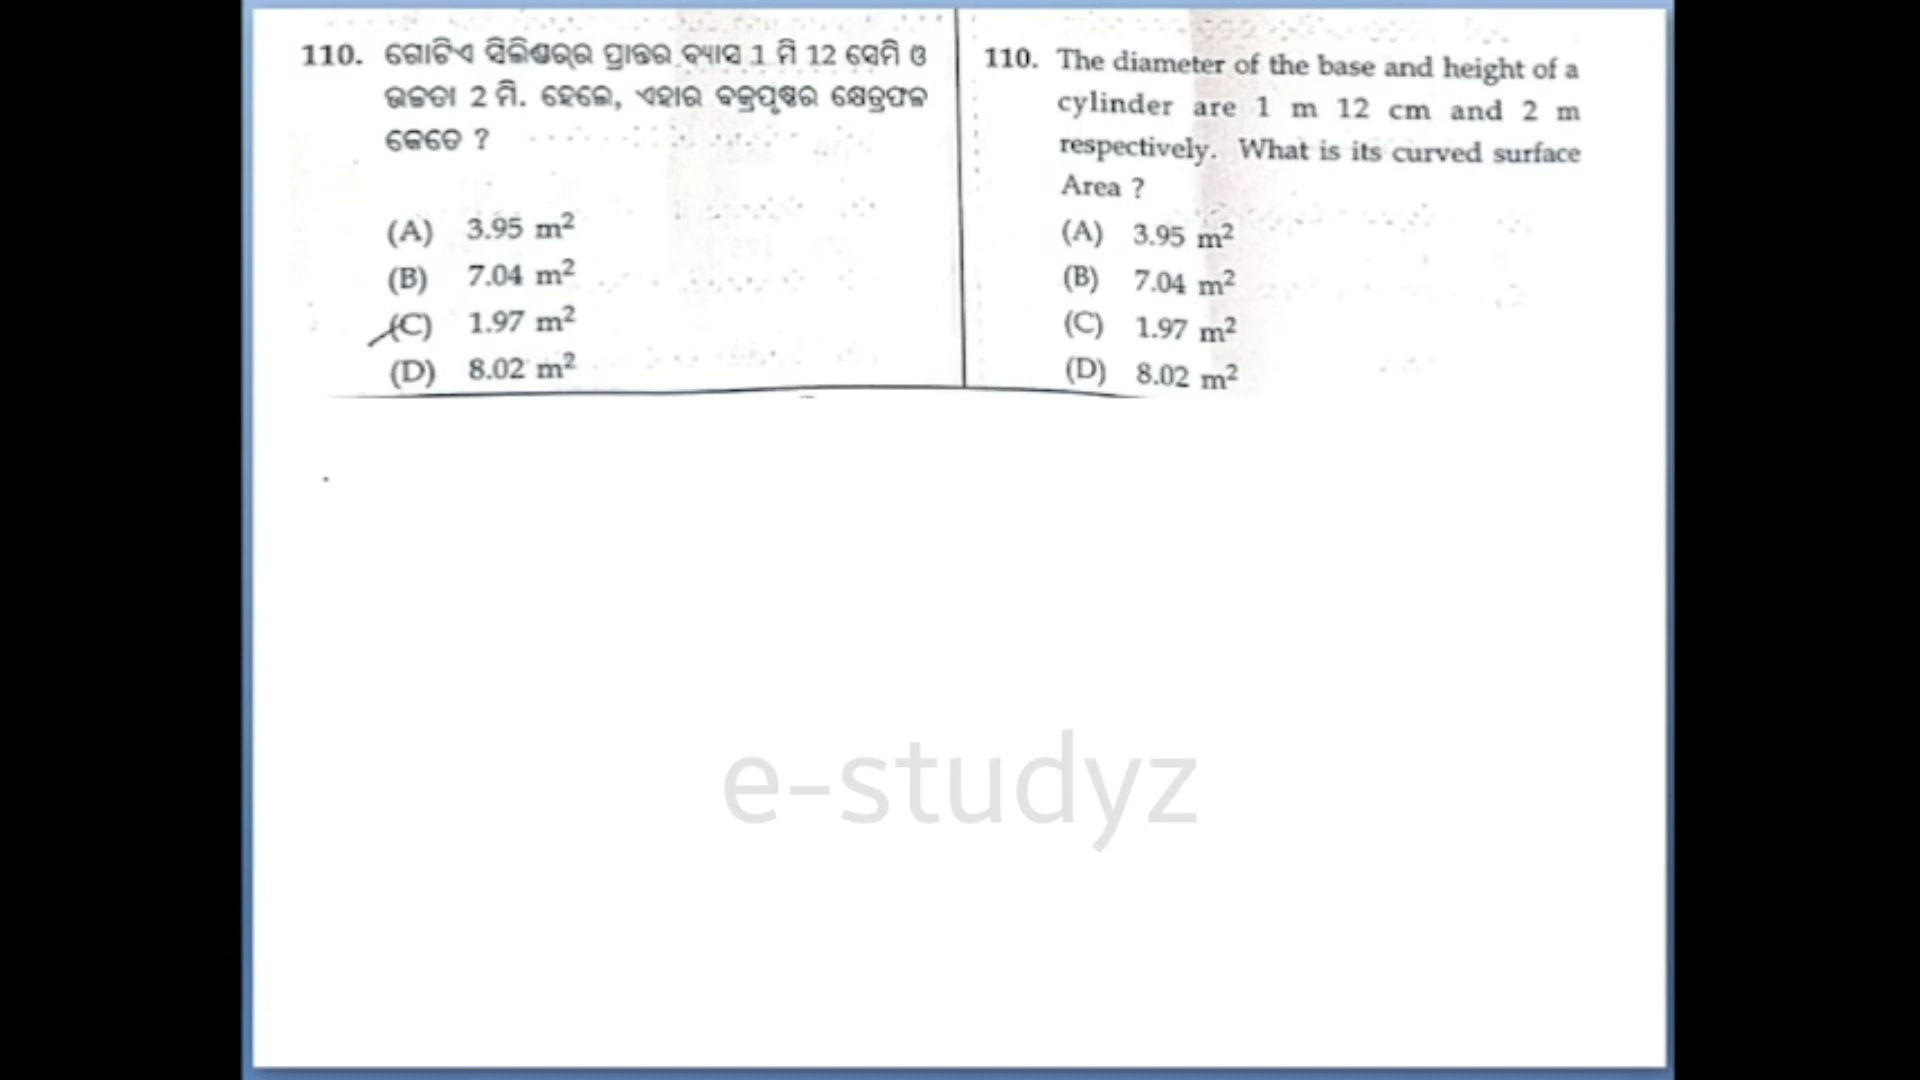 110. ଗୋଟିଏ ସିଲିଣ୍ଡରର ପ୍ରାନ୍ତର ବ୍ୟାସ 1 ମି 12 ସେମି ଓ
ଉଚ୍ଚତା 2 ମି. ହେଲେ, ଏହାର ବକ୍ରପୃଷ୍ଠର କ୍ଷେତ୍ରଫଳ
କେତେ ?
(A) 3.95 m²
(B) 7.04 m²
(C) 1.97 m²
(D) 8.02 m²
110. The diameter of the base and height of a
cylinder are 1 m 12 cm and 2 m
respectively. What is its curved surface
Area ?
(A) 3.95 m²
(B) 7.04 m²
(C) 1.97 m²
(D) 8.02 m²
e-studyz